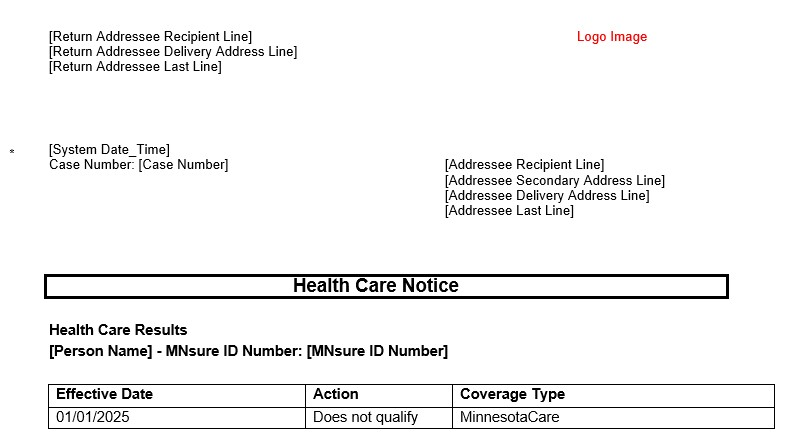 [Return Addressee Recipient Line]
[Return Addressee Delivery Address Line]
[Return Addressee Last Line]
Logo Image
* [System Date_Time]
Case Number: [Case Number]
[Addressee Recipient Line]
[Addressee Secondary Address Line]
[Addressee Delivery Address Line]
[Addressee Last Line]
Health Care Notice
Health Care Results
[Person Name] - MNsure ID Number: [MNsure ID Number]
Effective Date Action Coverage Type
01/01/2025 Does not qualify MinnesotaCare